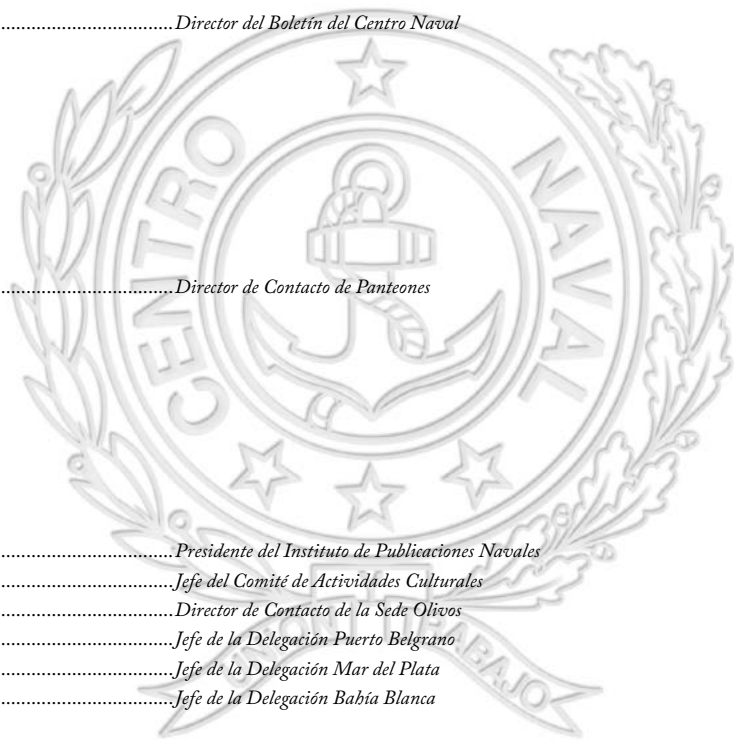 ................................Director del Boletín del Centro Naval
CENTRO NAVAL
................................Director de Contacto de Panteones
................................Presidente del Instituto de Publicaciones Navales
................................Jefe del Comité de Actividades Culturales
................................Director de Contacto de la Sede Olivos
................................Jefe de la Delegación Puerto Belgrano
................................Jefe de la Delegación Mar del Plata
................................Jefe de la Delegación Bahía Blanca
UNIÓN Y TRABAJO